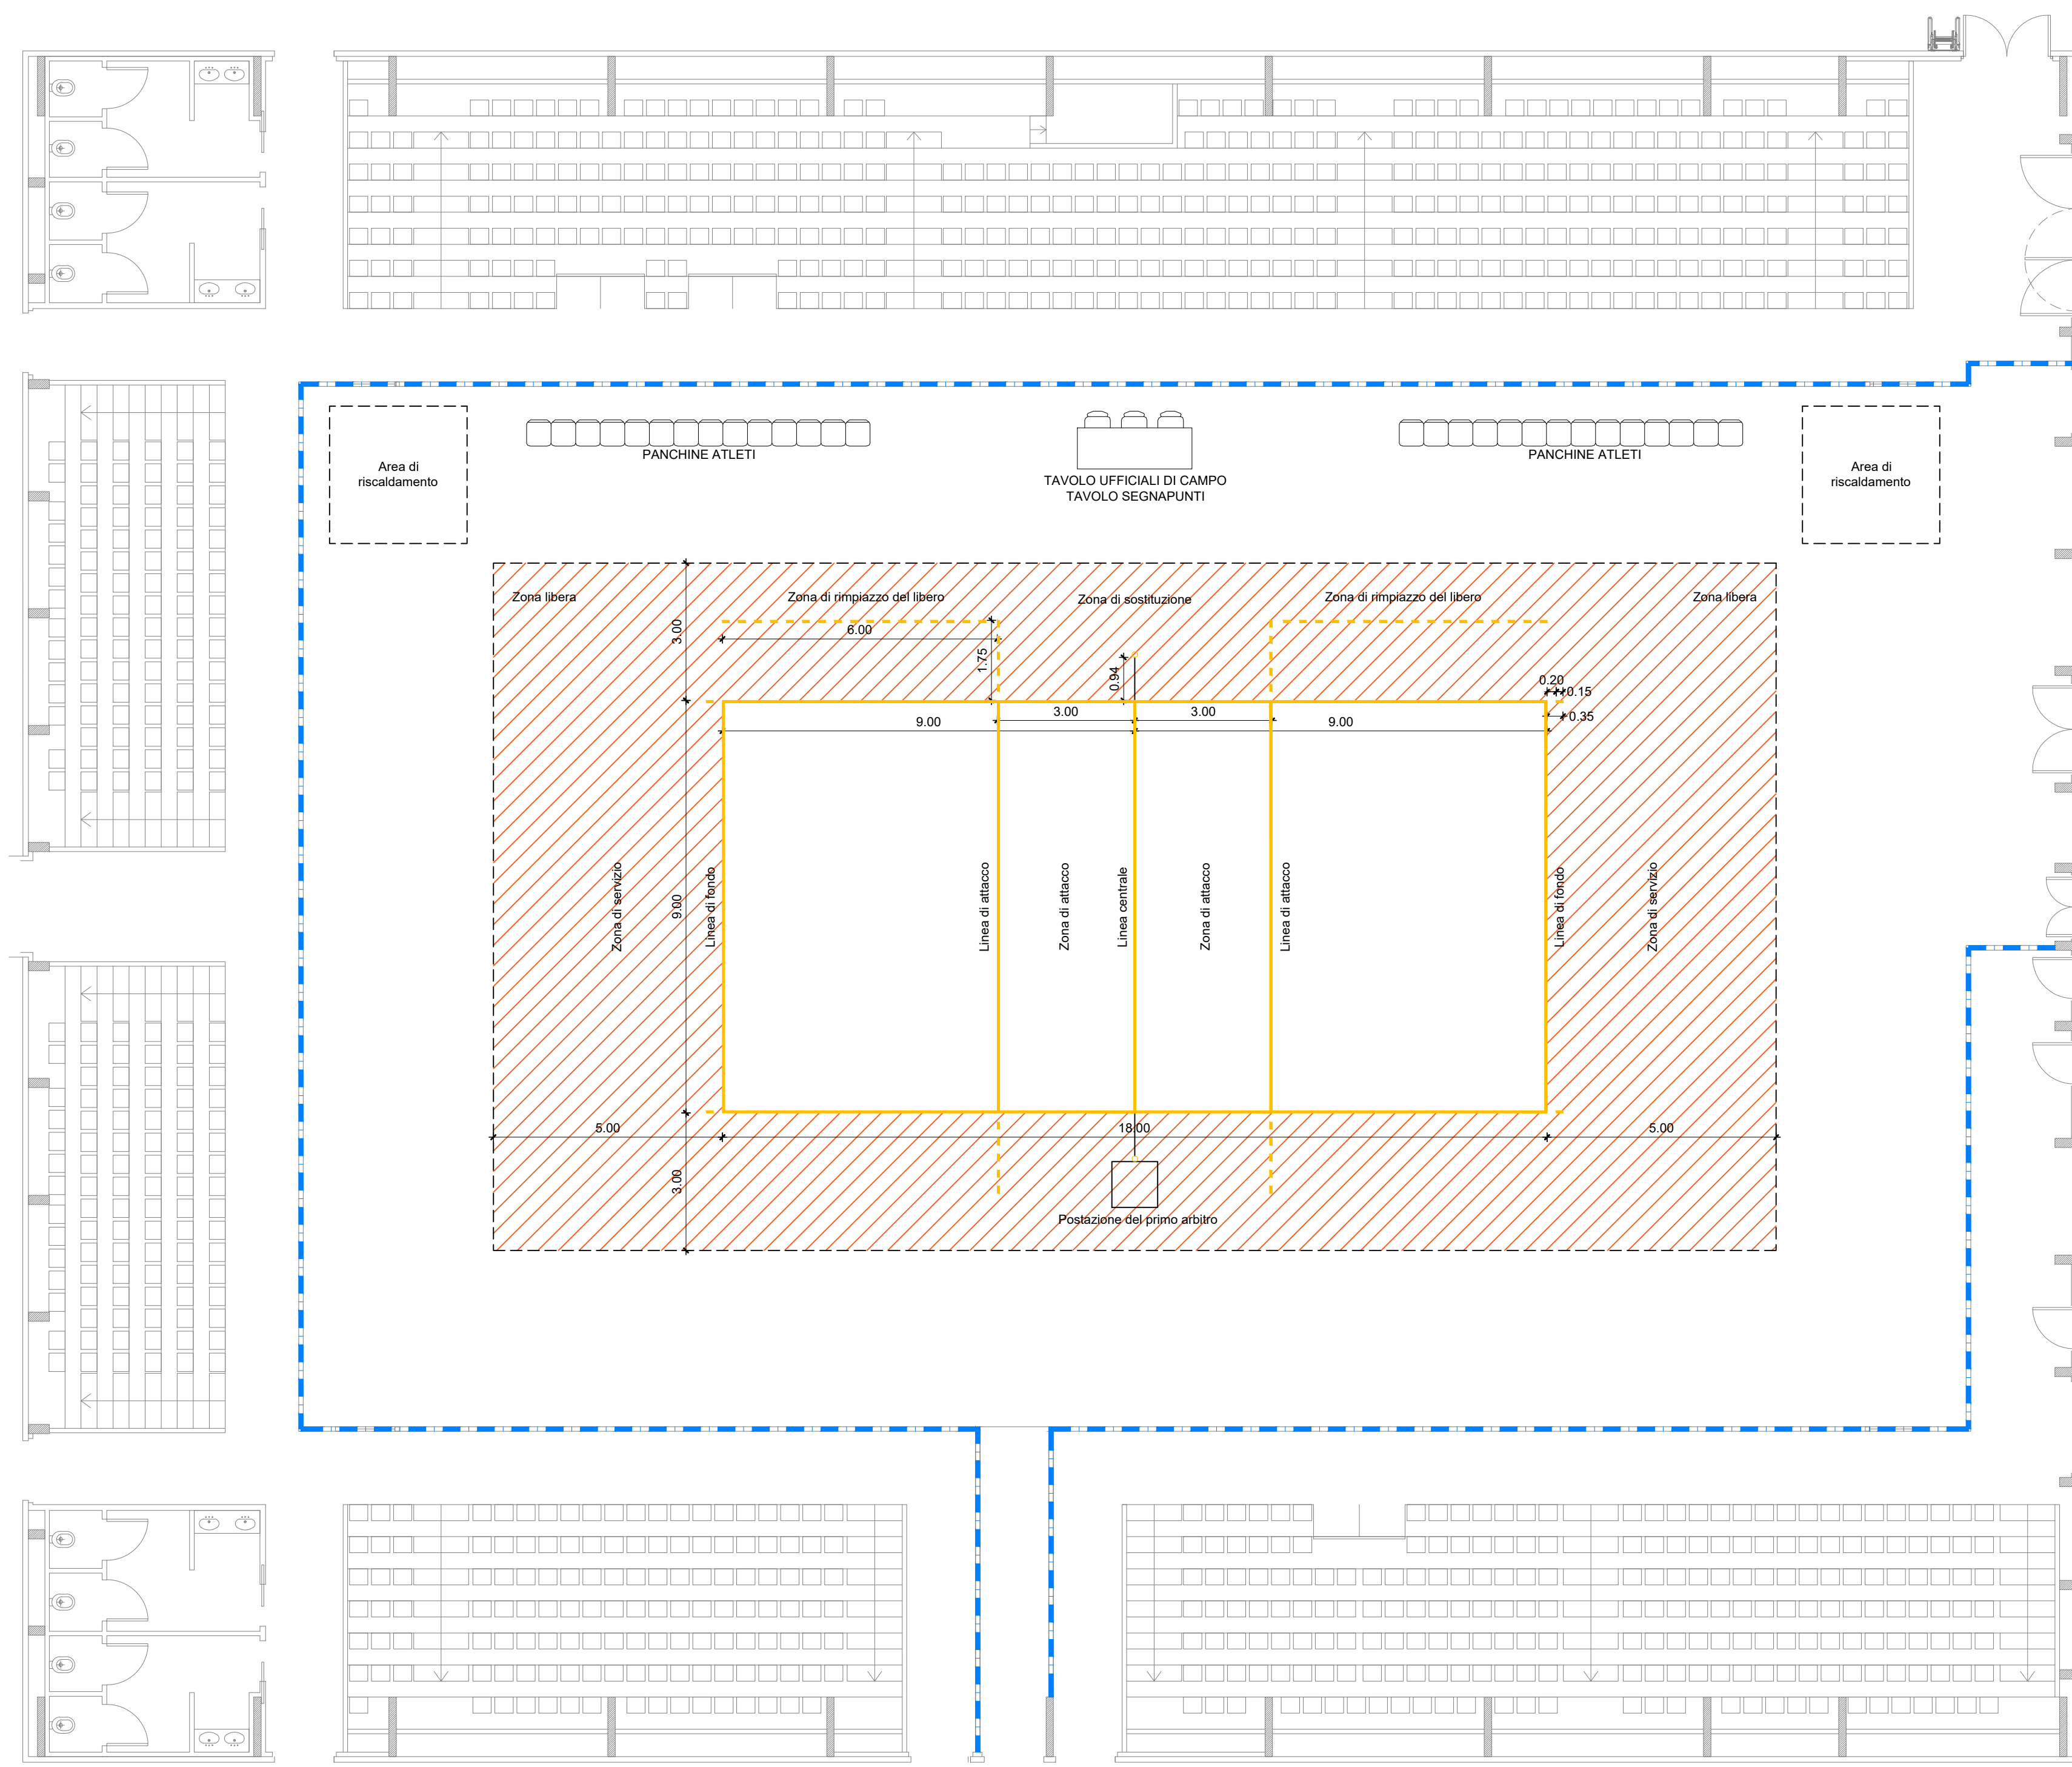 PANCHINE ATLETI
PANCHINE ATLETI
Area di
riscaldamento
Area di
riscaldamento
TAVOLO UFFICIALI DI CAMPO
TAVOLO SEGNAPUNTI
Zona libera
Zona di rimpiazzo del libero
Zona di sostituzione
Zona di rimpiazzo del libero
Zona libera
3.00
6.00
1.75
0.94
0.20
0.15
0.35
9.00
3.00
3.00
9.00
Zona di servizio
9.00
Linea di fondo
Linea di attacco
Zona di attacco
Linea centrale
Zona di attacco
Linea di attacco
Linea di fondo
Zona di servizio
5.00
18.00
5.00
3.00
Postazione del primo arbitro